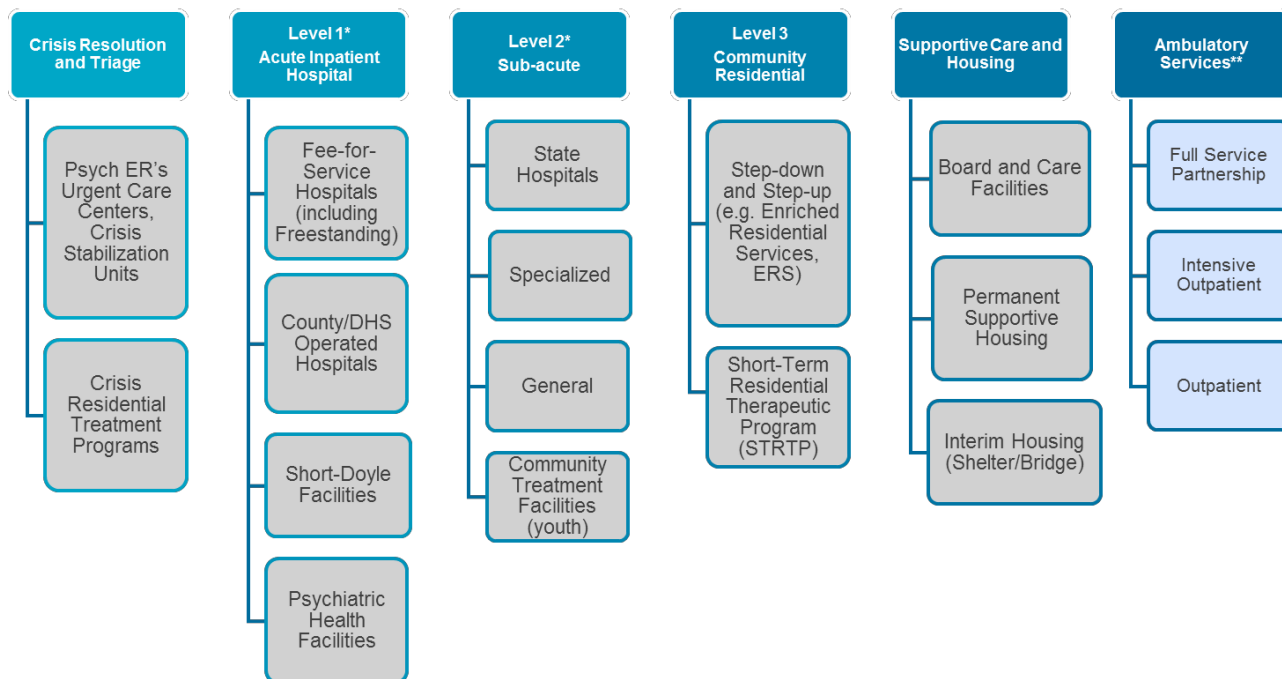 Crisis Resolution
and Triage
Psych ER's
Urgent Care
Centers,
Crisis
Stabilization
Units
Crisis
Residential
Treatment
Programs
Level 1*
Acute Inpatient
Hospital
Fee-for-
Service
Hospitals
(including
Freestanding)
County/DHS
Operated
Hospitals
Short-Doyle
Facilities
Psychiatric
Health
Facilities
Level 2*
Sub-acute
State
Hospitals
Specialized
General
Community
Treatment
Facilities
(youth)
Level 3
Community
Residential
Step-down
and Step-up
(e.g. Enriched
Residential
Services,
ERS)
Short-Term
Residential
Therapeutic
Program
(STRTP)
Supportive Care and
Housing
Board and Care
Facilities
Permanent
Supportive
Housing
Interim Housing
(Shelter/Bridge)
Ambulatory
Services**
Full Service
Partnership
Intensive
Outpatient
Outpatient